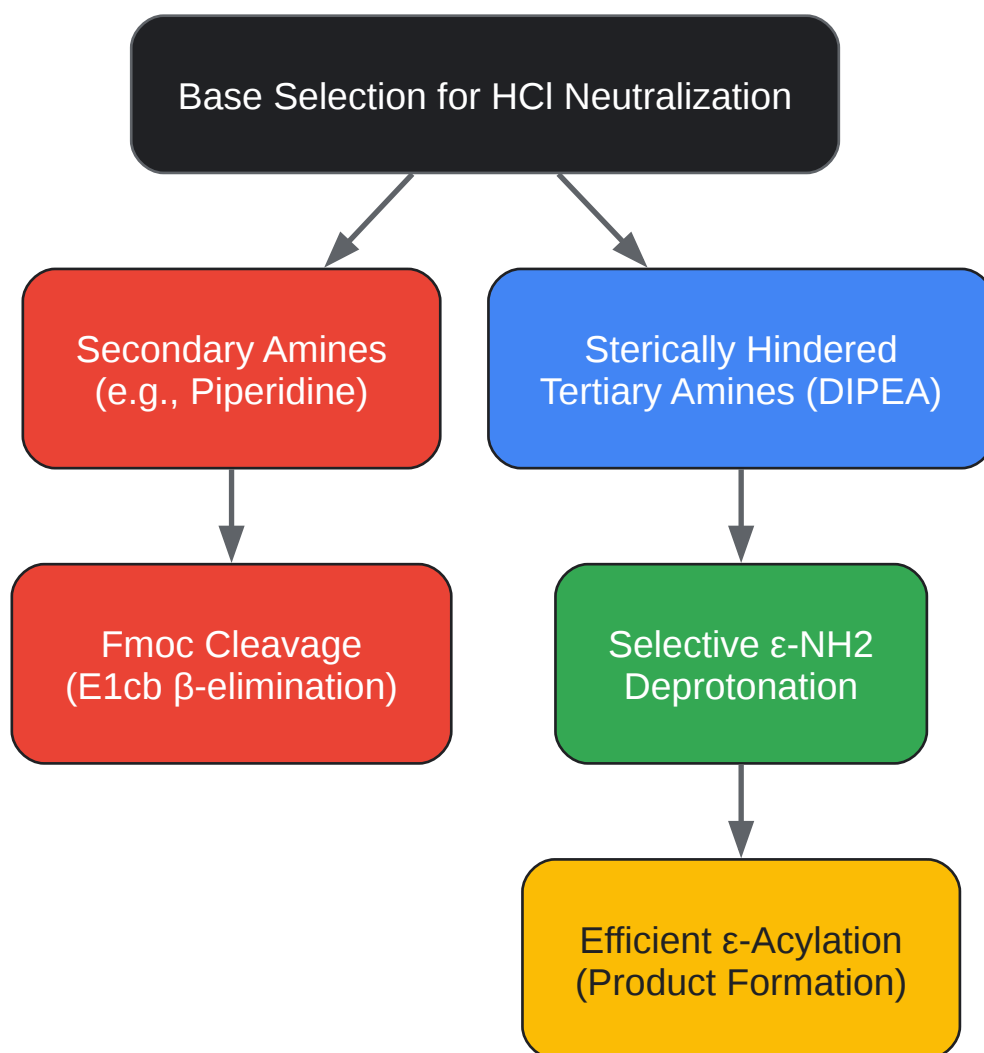 Base Selection for HCl Neutralization
Secondary Amines
(e.g., Piperidine)
Sterically Hindered
Tertiary Amines (DIPEA)
Fmoc Cleavage
(E1cb β-elimination)
Selective ε-NH2
Deprotonation
Efficient ε-Acylation
(Product Formation)